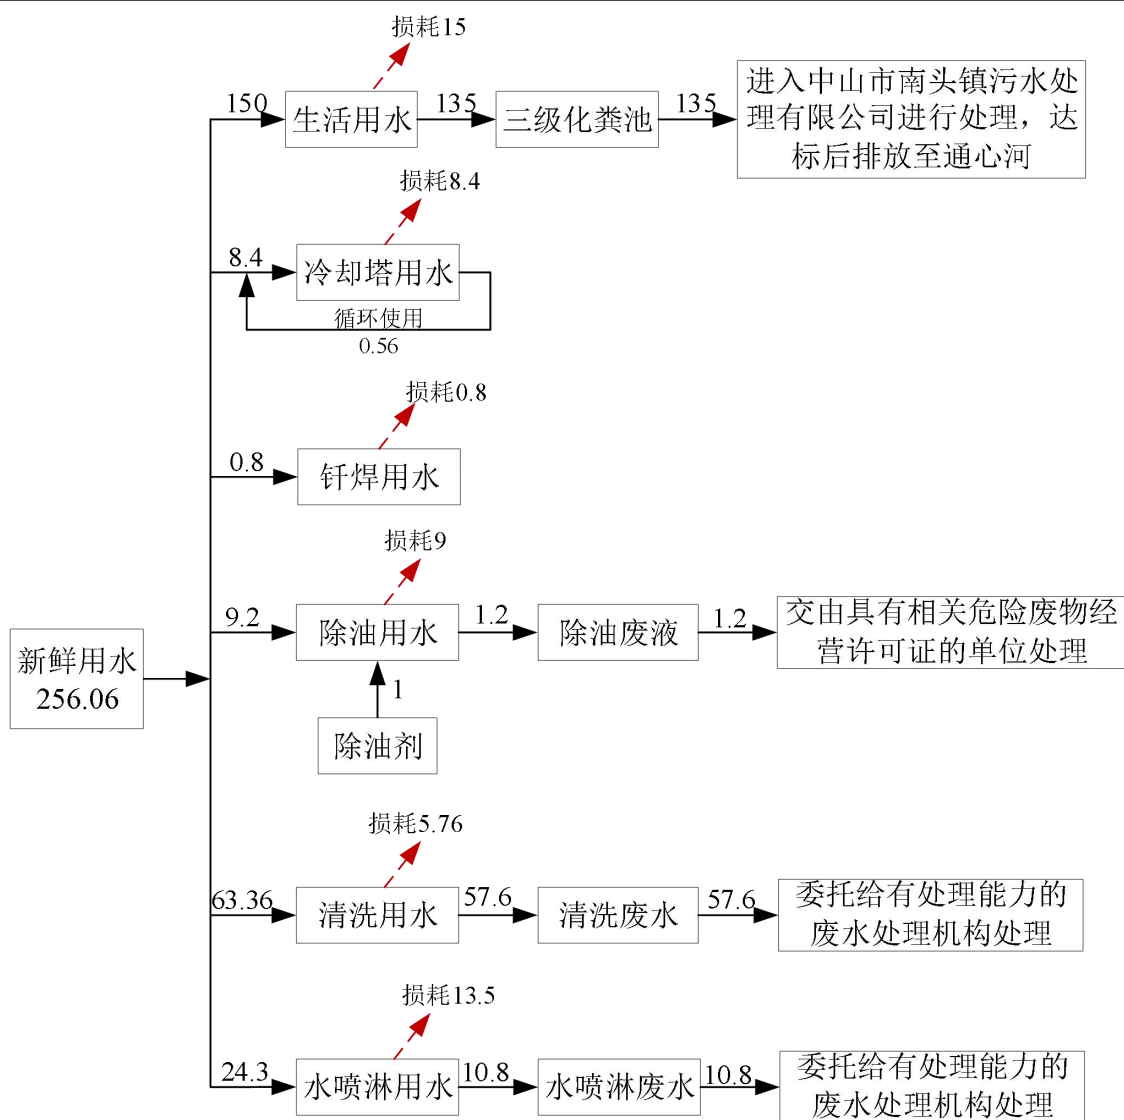 损耗15
150
生活用水
135
三级化粪池
135
进入中山市南头镇污水处
理有限公司进行处理，达
标后排放至通心河
损耗8.4
8.4
冷却塔用水
循环使用
0.56
损耗0.8
0.8
钎焊用水
损耗9
9.2
除油用水
1.2
除油废液
1.2
交由具有相关危险废物经
营许可证的单位处理
新鲜用水
256.06
1
除油剂
损耗5.76
63.36
清洗用水
57.6
清洗废水
57.6
委托给有处理能力的
废水处理机构处理
损耗13.5
24.3
水喷淋用水
10.8
水喷淋废水
10.8
委托给有处理能力的
废水处理机构处理